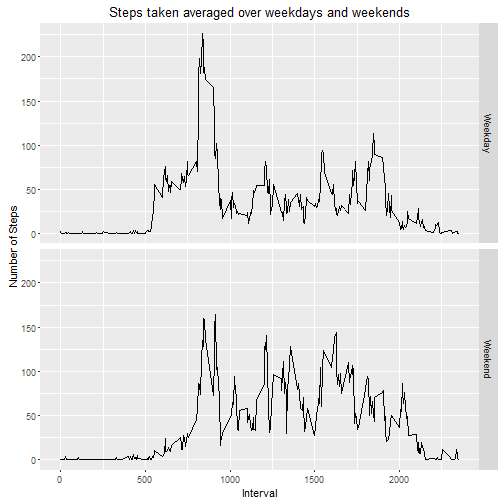 Steps taken averaged over weekdays and weekends
Number of Steps
200
150
100
50
0
Weekday
200
150
100
50
0
Weekend
0 500 1000 1500 2000
Interval